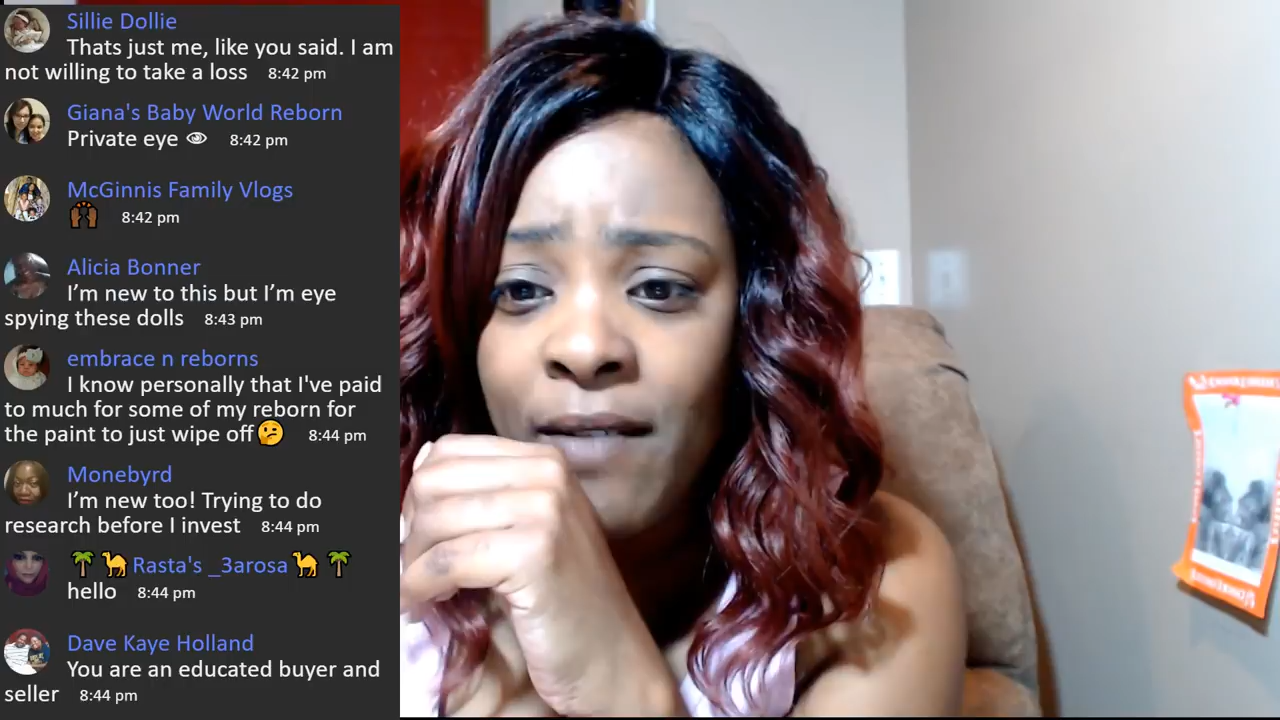 Sillie Dollie
Thats just me, like you said. I am
not willing to take a loss 8:42 pm
Giana's Baby World Reborn
Private eye 👁 8:42 pm
McGinnis Family Vlogs
🙌🏾 8:42 pm
Alicia Bonner
I’m new to this but I’m eye
spying these dolls 8:43 pm
embrace n reborns
I know personally that I've paid
to much for some of my reborn for
the paint to just wipe off🤔 8:44 pm
Monebyrd
I’m new too! Trying to do
research before I invest 8:44 pm
🌴🐪Rasta's _3arosa🐪🌴
hello 8:44 pm
Dave Kaye Holland
You are an educated buyer and
seller 8:44 pm